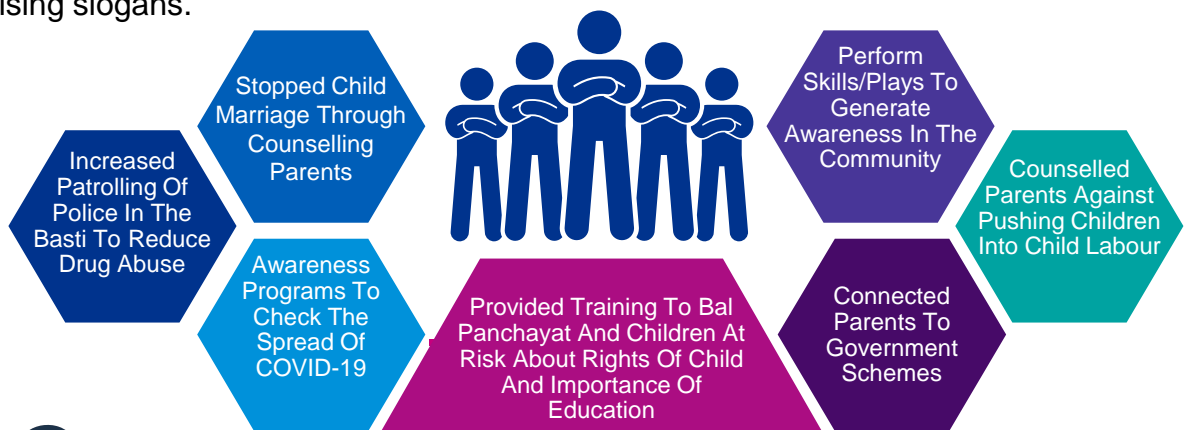 ising slogans.
Increased
Patrolling Of
Police In The
Basti To Reduce
Drug Abuse
Stopped Child
Marriage Through
Counselling
Parents
Awareness
Programs To
Check The
Spread Of
COVID-19
Provided Training To Bal
Panchayat And Children At
Risk About Rights Of Child
And Importance Of
Education
Perform
Skills/Plays To
Generate
Awareness In The
Community
Connected
Parents To
Government
Schemes
Counselled
Parents Against
Pushing Children
Into Child Labour